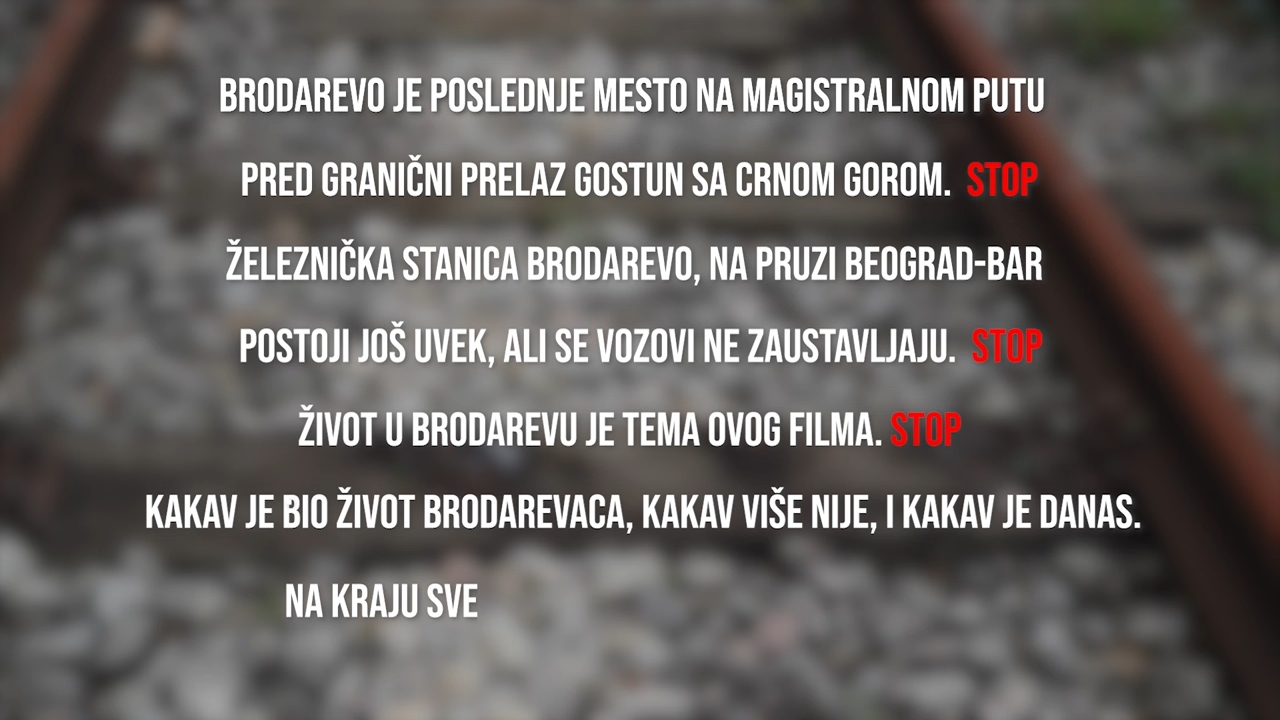 BRODAREVO JE POSLEDNJE MESTO NA MAGISTRALNOM PUTU
PRED GRANIČNI PRELAZ GOSTUN SA CRNOM GOROM. STOP
ŽELEZNIČKA STANICA BRODAREVO, NA PRUZI BEOGRAD-BAR
POSTOJI JOŠ UVEK, ALI SE VOZOVI NE ZAUSTAVLJAJU. STOP
ŽIVOT U BRODAREVU JE TEMA OVOG FILMA. STOP
KAKAV JE BIO ŽIVOT BRODAREVACA, KAKAV VIŠE NIJE, I KAKAV JE DANAS.
NA KRAJU SVE